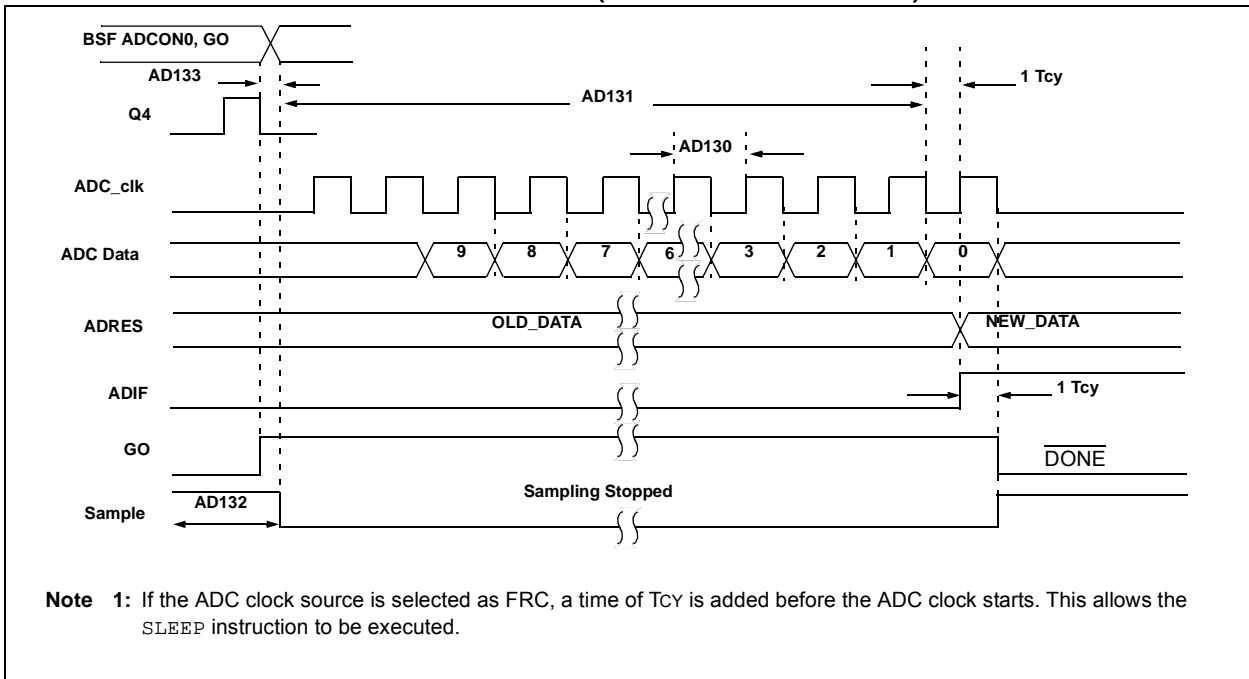 BSF ADCON0, GO
AD133
1 Tcy
AD131
Q4
AD130
ADC_clk
ADC Data
9 8 7 6 3 2 1 0
ADRES
OLD_DATA
NEW_DATA
ADIF
1 Tcy
GO
DONE
AD132
Sampling Stopped
Sample
Note 1: If the ADC clock source is selected as FRC, a time of TCY is added before the ADC clock starts. This allows the
SLEEP instruction to be executed.